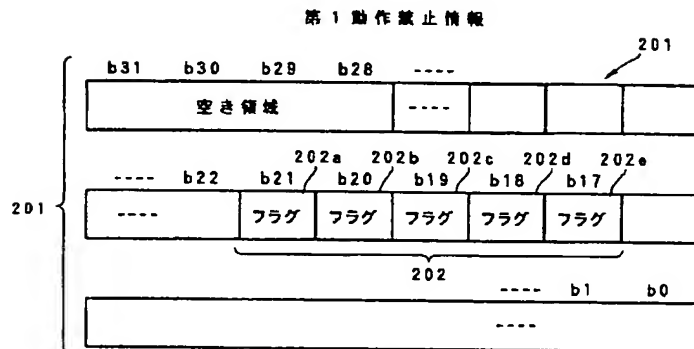 第1動作禁止情報
201
b31 b30 b29 b28 ----
空き領域 ----
202a 202b 202c 202d 202e
---- b22 b21 b20 b19 b18 b17
201
---- フラグ フラグ フラグ フラグ フラグ
202
---- b1 b0
----